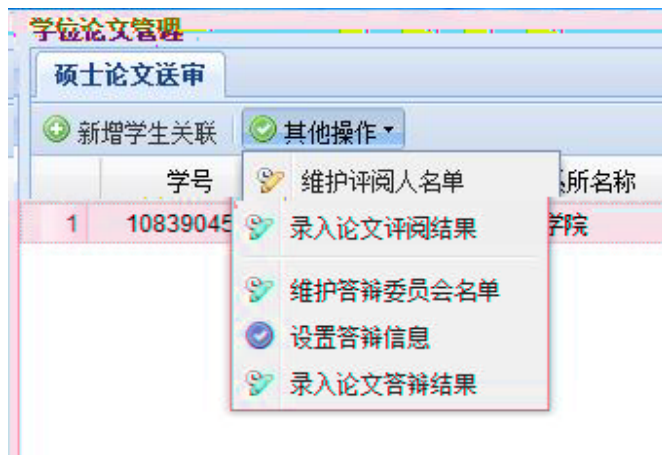 学位论文管理
硕士论文送审
新增学生关联 其他操作
学号 维护评阅人名单 所名称
1 10839045 录入论文评阅结果 学院
维护答辩委员会名单
设置答辩信息
录入论文答辩结果